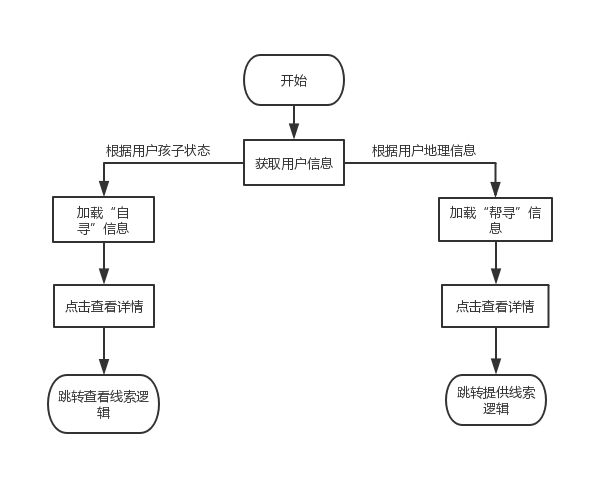 开始
根据用户孩子状态
获取用户信息
根据用户地理信息
加载“自
寻”信息
加载“帮寻”信
息
点击查看详情
点击查看详情
跳转查看线索逻
辑
跳转提供线索
逻辑